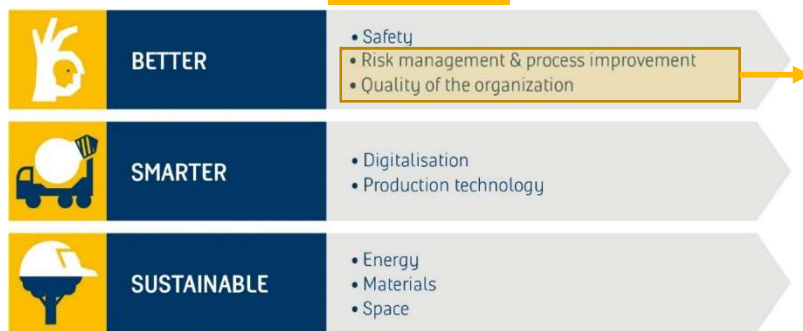 BETTER
• Safety
• Risk management & process improvement
• Quality of the organization
SMARTER
• Digitalisation
• Production technology
SUSTAINABLE
• Energy
• Materials
• Space